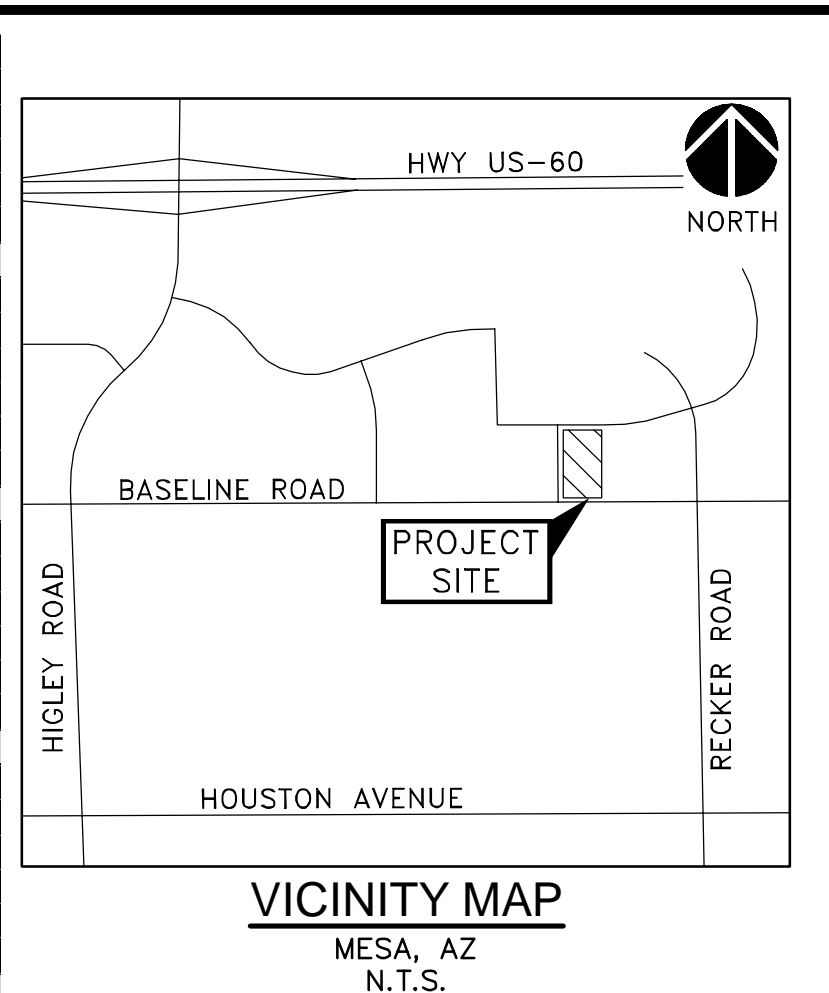 HWY US-60
NORTH
BASELINE ROAD
PROJECT
SITE
HIGLEY ROAD
RECKER ROAD
HOUSTON AVENUE
VICINITY MAP
MESA, AZ
N.T.S.